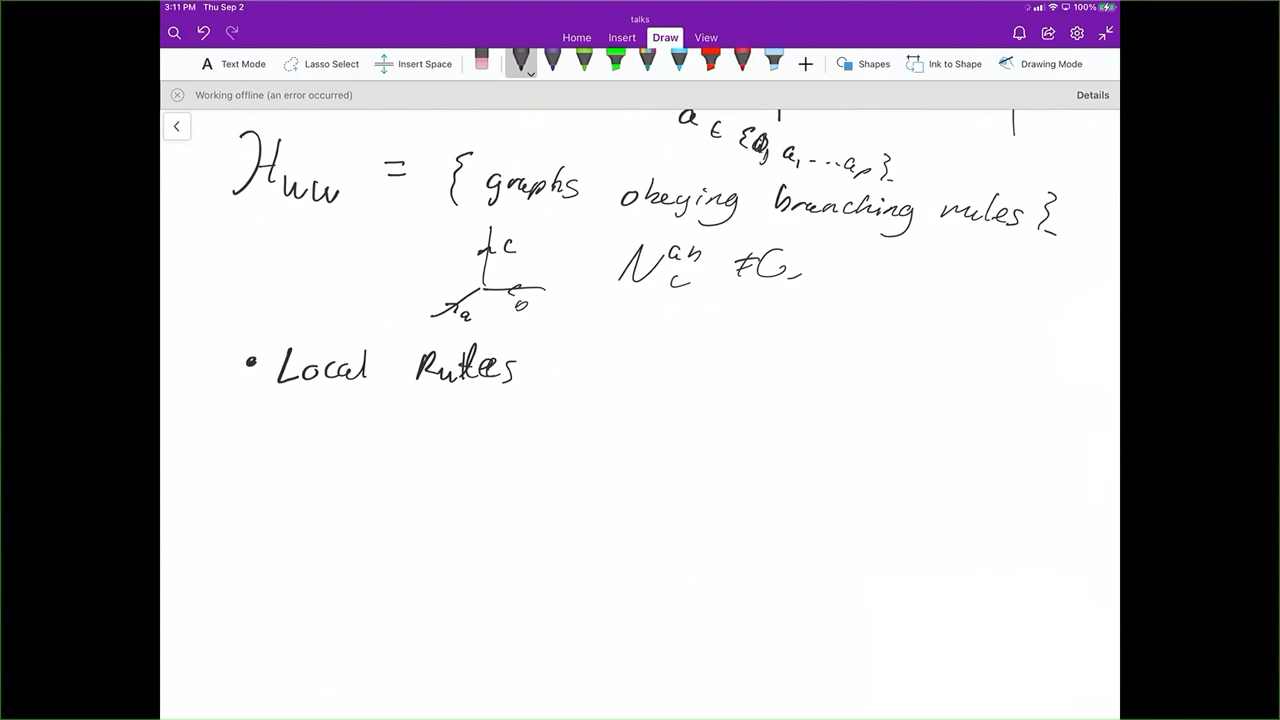 3:11 PM Thu Sep 2
100%
talks
Home Insert Draw View
A Text Mode Lasso Select Insert Space Shapes Ink to Shape Drawing Mode
Working offline (an error occurred) Details
a ∈ {0, a₁ ... aₚ}
H_WW = { graphs obeying branching rules }
c N_c^{ab} ≠ 0,
a b
• Local Rules